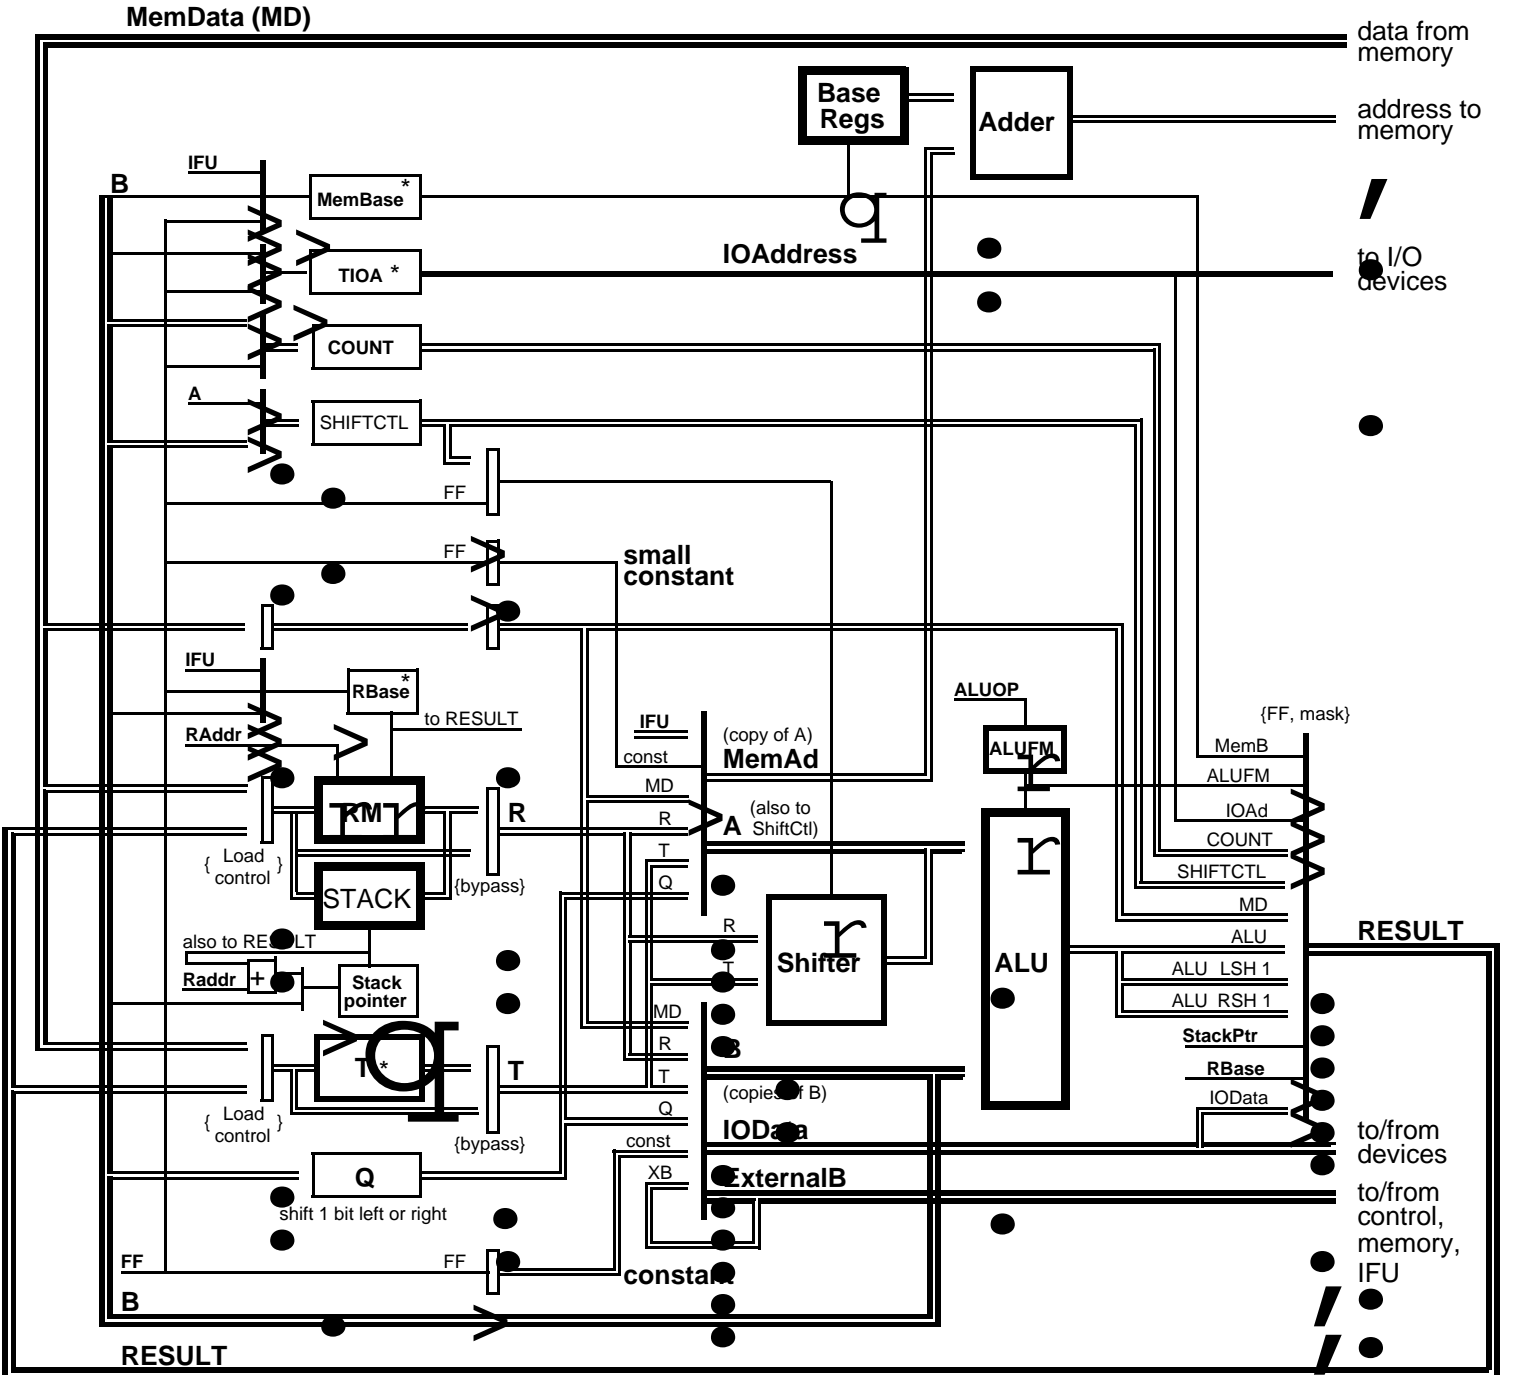 MemData (MD)
data from
memory
Base
Regs
Adder
address to
memory
IFU
B
MemBase *
IOAddress
to I/O
devices
TIOA *
COUNT
A
SHIFTCTL
FF
FF
small
constant
IFU
RBase *
to RESULT
RAddr
ALUOP
IFU
(copy of A)
MemAd
const
ALUFM
{FF, mask}
MemB
ALUFM
MD
RM
R
R
A
(also to
ShiftCtl)
IOAd
COUNT
{ Load
control }
T
{bypass}
STACK
Q
SHIFTCTL
MD
R
RESULT
also to RESULT
ALU
T
Shifter
ALU
Raddr
+
Stack
pointer
ALU LSH 1
ALU RSH 1
MD
R
B
StackPtr
T *
T
T
RBase
(copies of B)
IOData
{ Load
control }
Q
{bypass}
const
IOData
to/from
devices
Q
XB
ExternalB
shift 1 bit left or right
to/from
control,
memory,
IFU
FF
FF
constant
B
RESULT